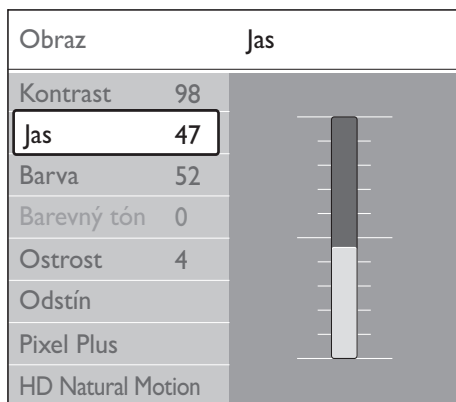 Obraz Jas
Kontrast 98
Jas 47
Barva 52
Barevný tón 0
Ostrost 4
Odstín
Pixel Plus
HD Natural Motion